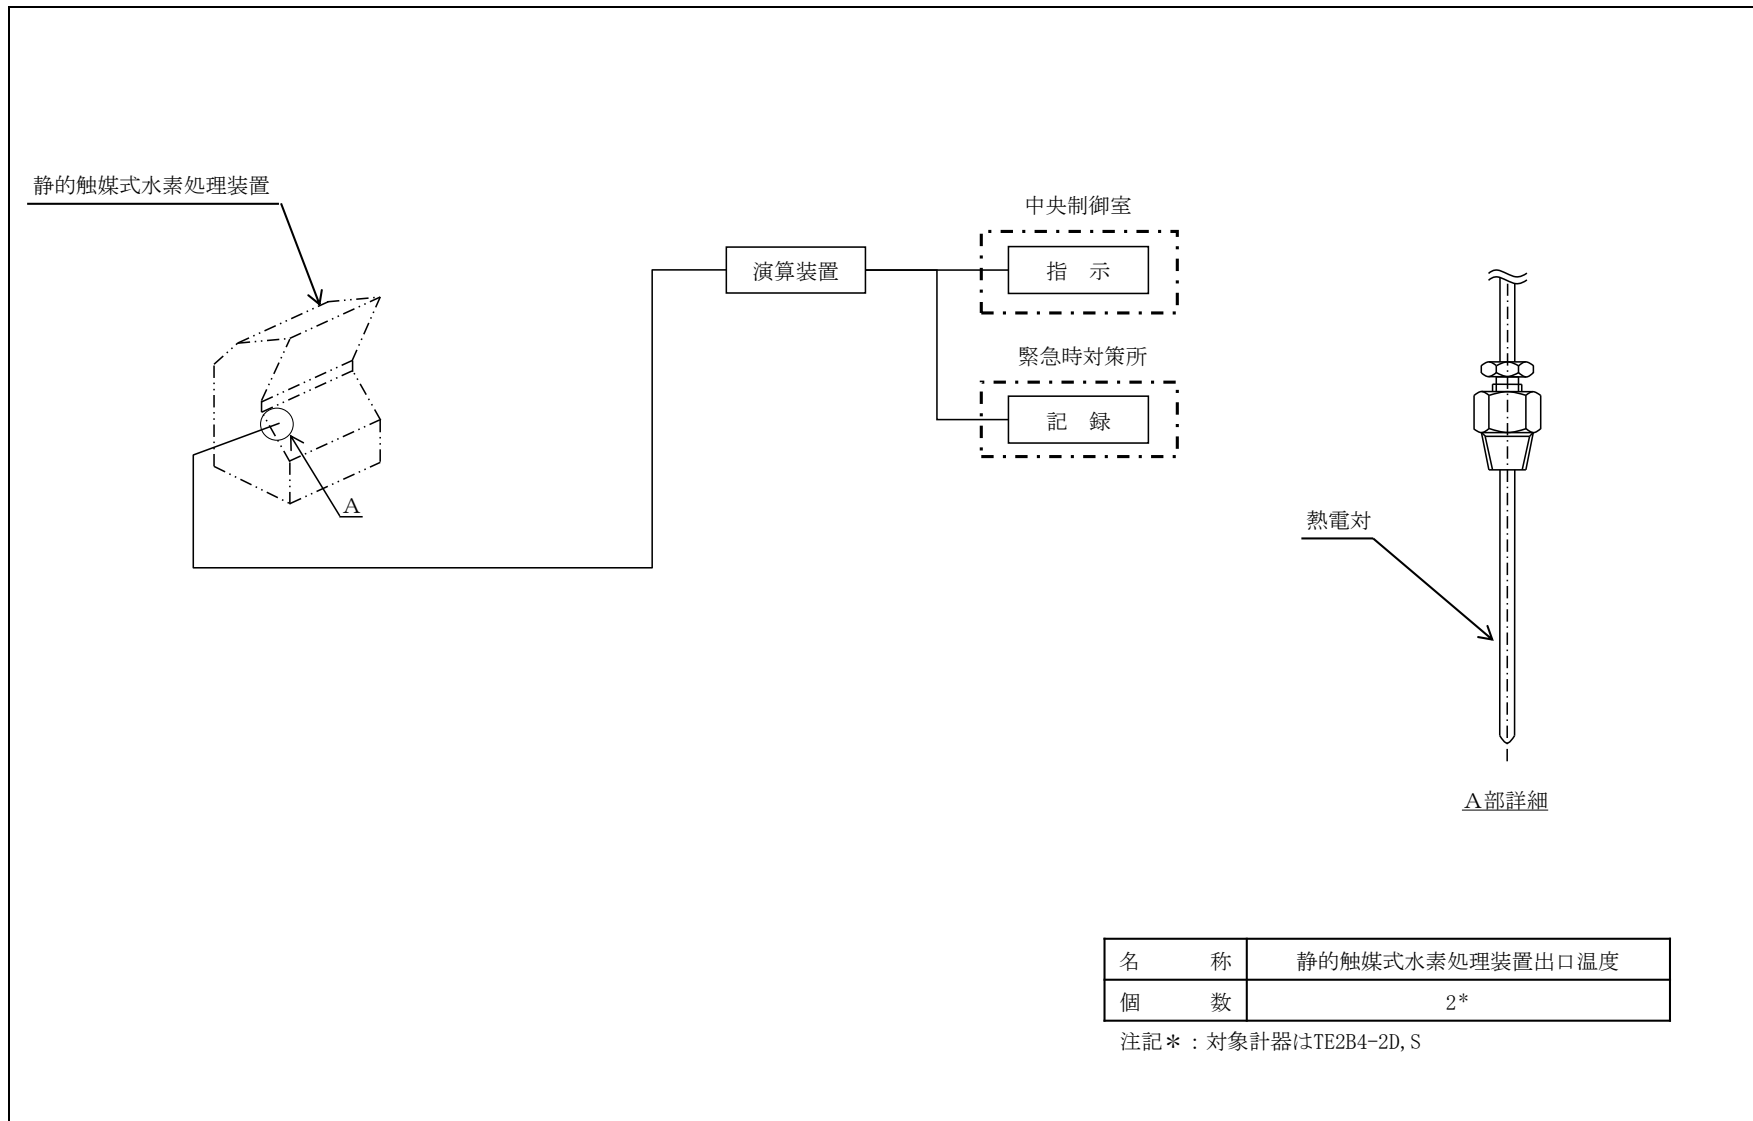 静的触媒式水素処理装置
中央制御室
演算装置
指　示
緊急時対策所
記　録
A
熱電対
A部詳細
名　称　静的触媒式水素処理装置出口温度
個　数　2*
注記＊：対象計器はTE2B4-2D,S